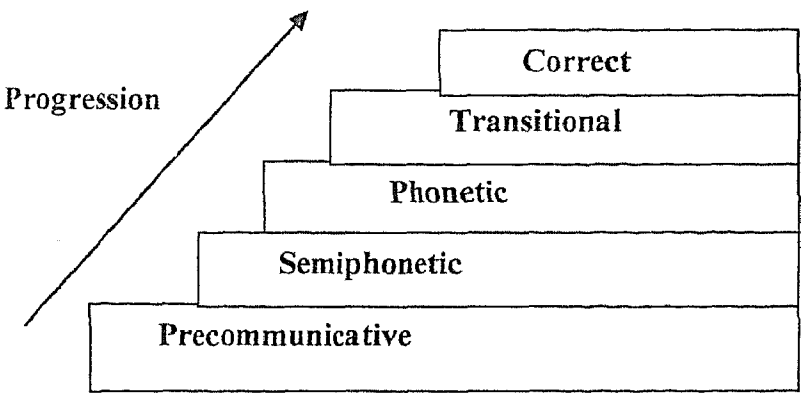 Correct
Progression
Transitional
Phonetic
Semiphonetic
Precommunicative